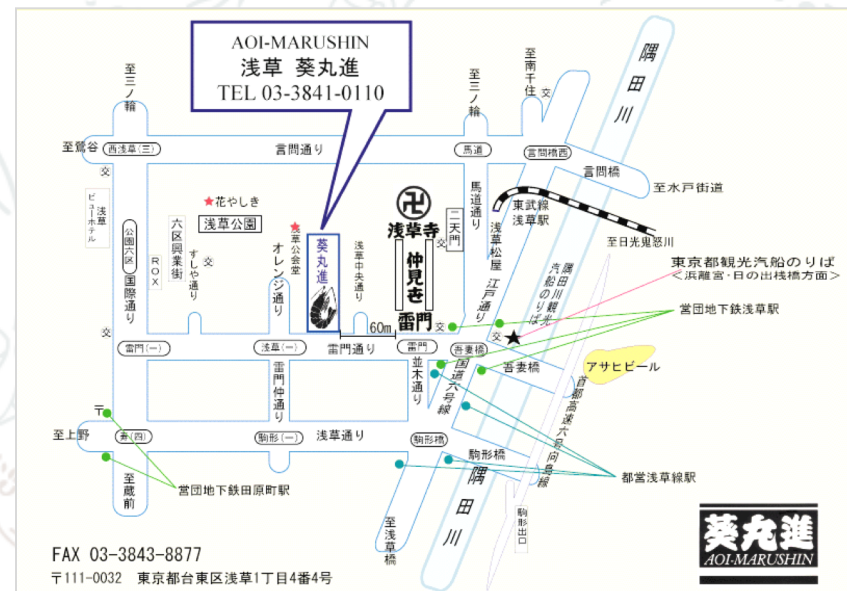 AOI-MARUSHIN
浅草 葵丸進
TEL 03-3841-0110
隅田川
至三ノ輪
至三ノ輪
至南千住
交
至鶯谷
西浅草(三)
言問通り
馬道
言問橋西
言問橋
至水戸街道
交
浅草
ビューホテル
公園六区
国際通り
ROX
六区興業街
すしや通り
交
★花やしき
浅草公園
★
浅草公会堂
オレンジ通り
葵丸進
浅草中央通り
卍
浅草寺
仲見世
雷門
二天門
交
馬道通り
浅草松屋
江戸通り
東武線
浅草駅
至日光鬼怒川
隅田川観光
汽船のりば
東京都観光汽船のりば
<浜離宮・日の出桟橋方面>
営団地下鉄浅草駅
60m
交
交
交
雷門(一)
浅草(一)
雷門通り
雷門
吾妻橋
吾妻橋
アサヒビール
雷門仲通り
並木通り
国道六号線
首都高速六号向島線
〒
至上野
寿(四)
駒形(一)
浅草通り
駒形橋
駒形橋
都営浅草線駅
至蔵前
営団地下鉄田原町駅
至浅草橋
隅田川
駒形出口
FAX 03-3843-8877
〒111-0032 東京都台東区浅草1丁目4番4号
葵丸進
AOI-MARUSHIN